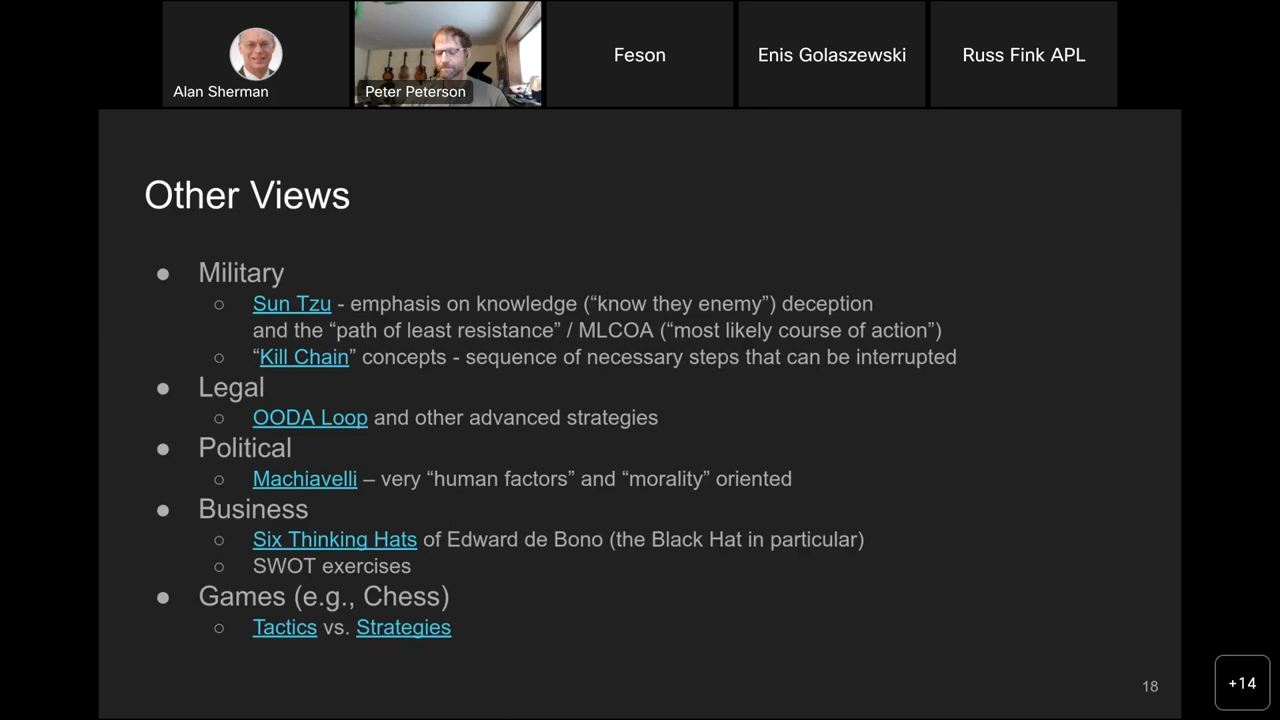 Alan Sherman
Peter Peterson
Feson
Enis Golaszewski
Russ Fink APL
Other Views
● Military
○ Sun Tzu - emphasis on knowledge (“know they enemy”) deception
and the “path of least resistance” / MLCOA (“most likely course of action”)
○ “Kill Chain” concepts - sequence of necessary steps that can be interrupted
● Legal
○ OODA Loop and other advanced strategies
● Political
○ Machiavelli – very “human factors” and “morality” oriented
● Business
○ Six Thinking Hats of Edward de Bono (the Black Hat in particular)
○ SWOT exercises
● Games (e.g., Chess)
○ Tactics vs. Strategies
18
+14